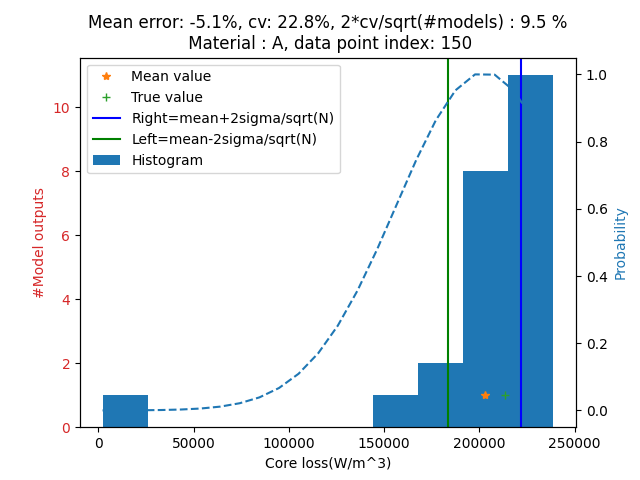 Mean error: -5.1%, cv: 22.8%, 2*cv/sqrt(#models) : 9.5 %
Material : A, data point index: 150
Mean value
True value
Right=mean+2sigma/sqrt(N)
Left=mean-2sigma/sqrt(N)
Histogram
#Model outputs
10
8
6
4
2
0
Probability
1.0
0.8
0.6
0.4
0.2
0.0
0
50000
100000
150000
200000
250000
Core loss(W/m^3)